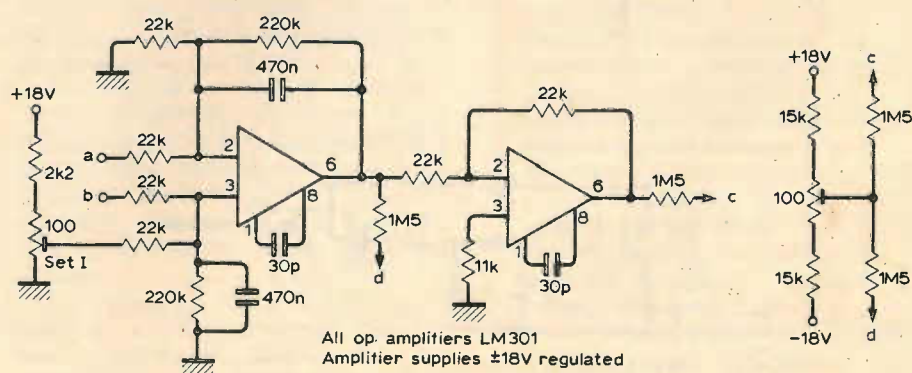 22k
220k
470n
+18V
2k2
100
Set I
a
22k
b
22k
22k
2
3
6
1
8
30p
220k
470n
22k
1M5
d
22k
2
3
6
1
8
30p
11k
1M5
c
+18V
15k
100
15k
-18V
c
1M5
1M5
d
All op. amplifiers LM301
Amplifier supplies ±18V regulated